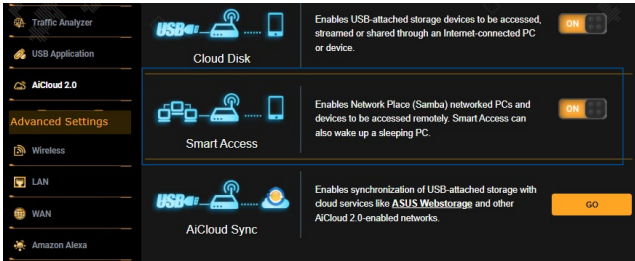 Traffic Analyzer
USB Application
AiCloud 2.0
Advanced Settings
Wireless
LAN
WAN
Amazon Alexa
USB
Cloud Disk
Enables USB-attached storage devices to be accessed,
streamed or shared through an Internet-connected PC
or device.
ON
Smart Access
Enables Network Place (Samba) networked PCs and
devices to be accessed remotely. Smart Access can
also wake up a sleeping PC.
ON
USB
AiCloud Sync
Enables synchronization of USB-attached storage with
cloud services like ASUS Webstorage and other
AiCloud 2.0-enabled networks.
GO